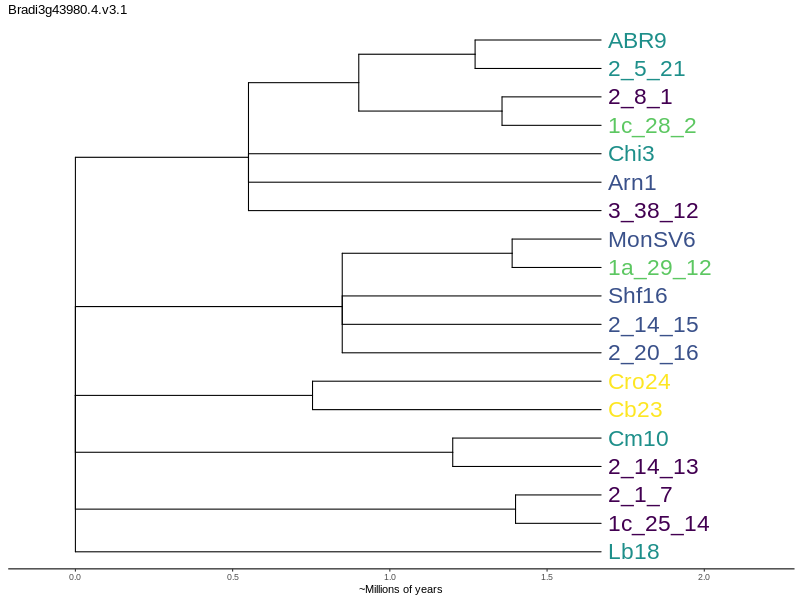 Bradi3g43980.4.v3.1
ABR9
2_5_21
2_8_1
1c_28_2
Chi3
Arn1
3_38_12
MonSV6
1a_29_12
Shf16
2_14_15
2_20_16
Cro24
Cb23
Cm10
2_14_13
2_1_7
1c_25_14
Lb18
0.0 0.5 1.0 1.5 2.0
~Millions of years